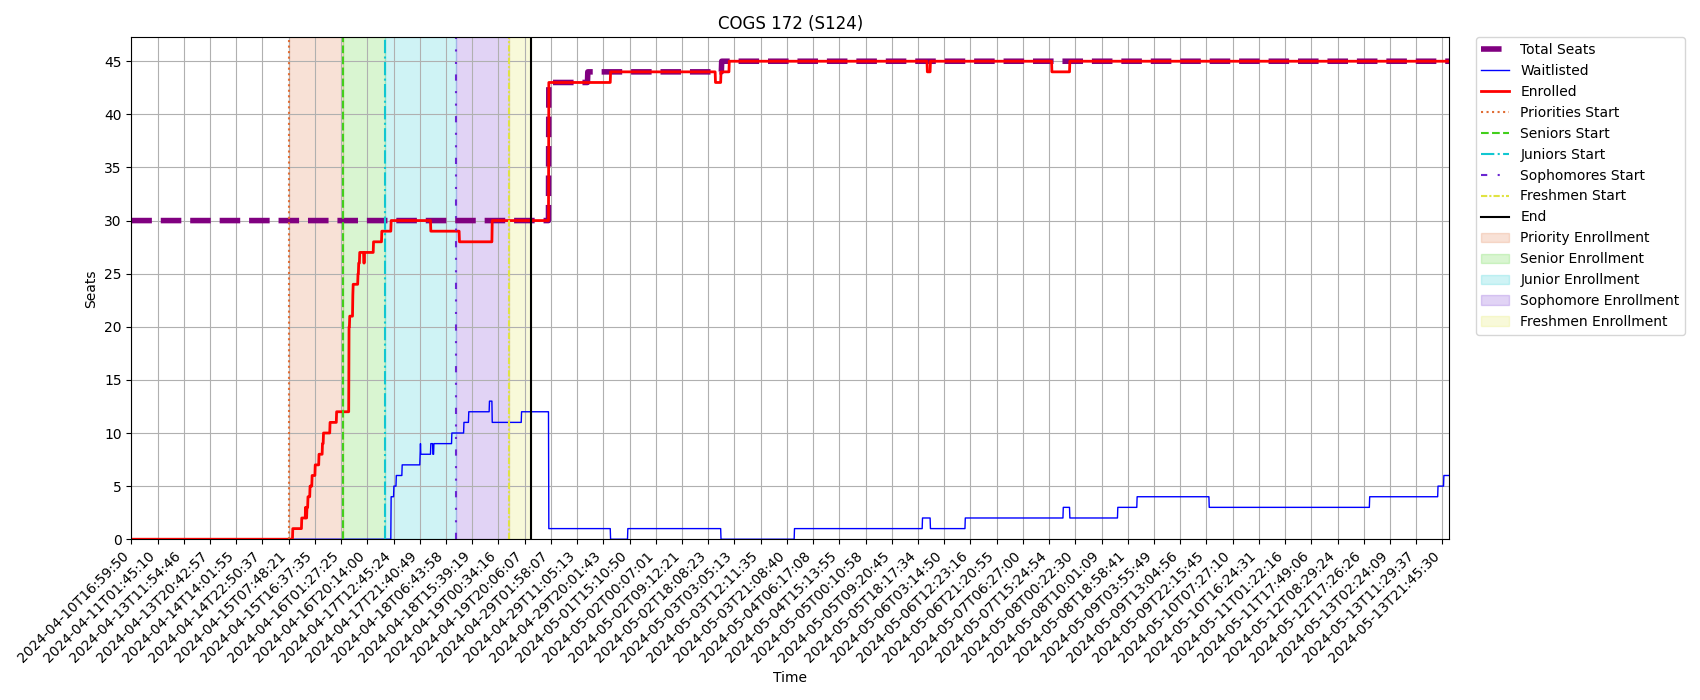 COGS 172 (S124)
Seats
45
40
35
30
25
20
15
10
5
0
2024-04-10T16:59:50
2024-04-11T01:45:10
2024-04-13T11:54:46
2024-04-13T20:42:57
2024-04-14T14:01:55
2024-04-14T22:50:37
2024-04-15T07:48:21
2024-04-15T16:37:35
2024-04-16T01:27:25
2024-04-16T20:14:00
2024-04-17T12:45:24
2024-04-17T21:40:49
2024-04-18T06:43:58
2024-04-18T15:39:19
2024-04-19T00:34:16
2024-04-19T20:06:07
2024-04-29T01:58:07
2024-04-29T11:05:13
2024-04-29T20:01:43
2024-05-01T15:10:50
2024-05-02T00:07:01
2024-05-02T09:12:21
2024-05-02T18:08:23
2024-05-03T03:05:13
2024-05-03T12:11:35
2024-05-03T21:08:40
2024-05-04T06:17:08
2024-05-04T15:13:55
2024-05-05T00:10:58
2024-05-05T09:20:45
2024-05-05T18:17:34
2024-05-06T03:14:50
2024-05-06T12:23:16
2024-05-06T21:20:55
2024-05-07T06:27:00
2024-05-07T15:24:54
2024-05-08T00:22:30
2024-05-08T10:01:09
2024-05-08T18:58:41
2024-05-09T03:55:49
2024-05-09T13:04:56
2024-05-09T22:15:45
2024-05-10T07:27:10
2024-05-10T16:24:31
2024-05-11T01:22:16
2024-05-11T17:49:06
2024-05-12T08:29:24
2024-05-12T17:26:26
2024-05-13T02:24:09
2024-05-13T11:29:37
2024-05-13T21:45:30
Time
Total Seats
Waitlisted
Enrolled
Priorities Start
Seniors Start
Juniors Start
Sophomores Start
Freshmen Start
End
Priority Enrollment
Senior Enrollment
Junior Enrollment
Sophomore Enrollment
Freshmen Enrollment